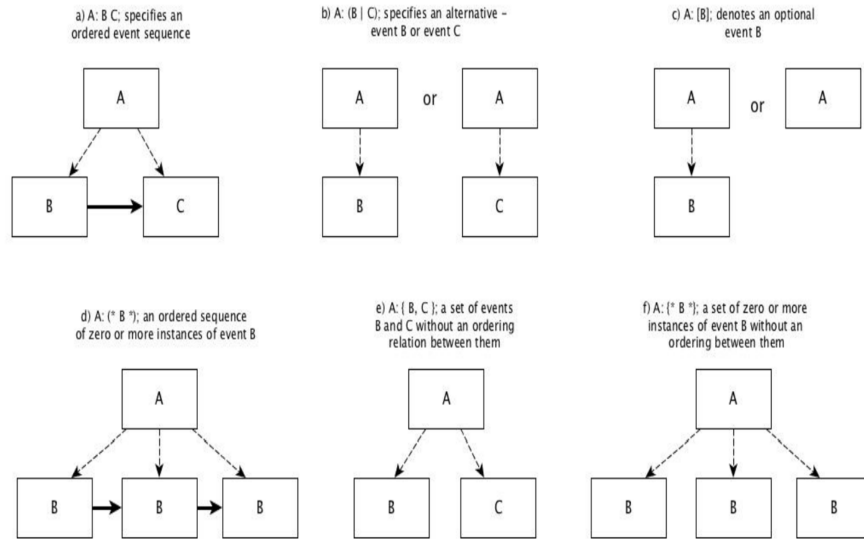 a) A: B C; specifies an
ordered event sequence
b) A: (B | C); specifies an alternative –
event B or event C
c) A: [B]; denotes an optional
event B
A
A
or
A
A
or
A
B
C
B
C
B
d) A: (* B *); an ordered sequence
of zero or more instances of event B
e) A: { B, C }; a set of events
B and C without an ordering
relation between them
f) A: {* B *}; a set of zero or more
instances of event B without an
ordering between them
A
A
A
B
B
B
B
C
B
B
B